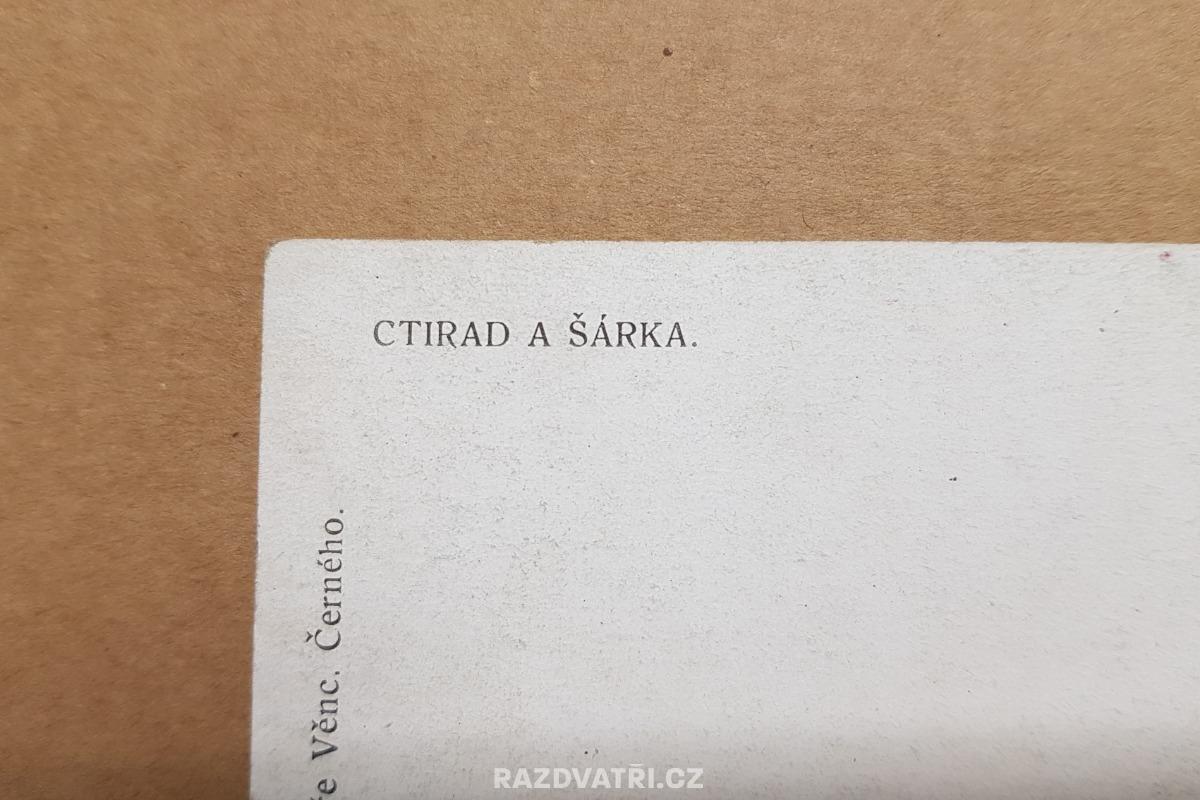 CTIRAD A ŠÁRKA.
Věnc. Černého.
RAZDVATŘI.CZ